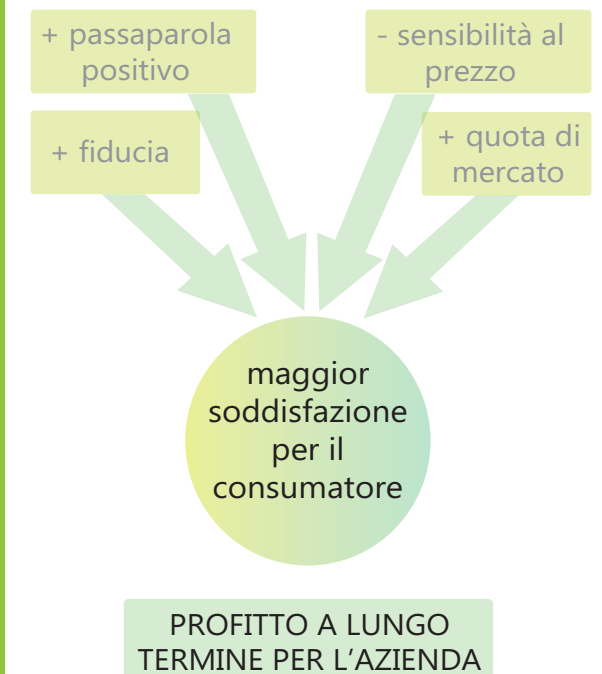 + passaparola
positivo
- sensibilità al
prezzo
+ fiducia
+ quota di
mercato
maggior
soddisfazione
per il
consumatore
PROFITTO A LUNGO
TERMINE PER L’AZIENDA